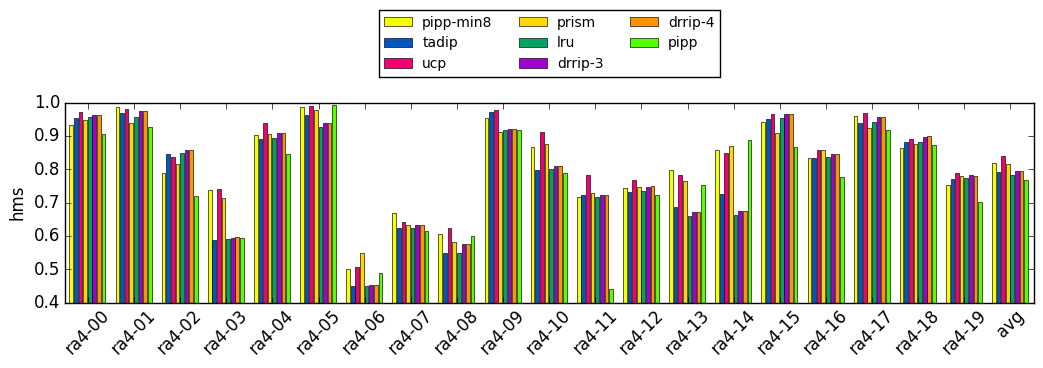 pipp-min8 prism drrip-4
tadip lru pipp
ucp drrip-3
1.0
0.9
0.8
0.7
0.6
0.5
0.4
hms
ra4-00 ra4-01 ra4-02 ra4-03 ra4-04 ra4-05 ra4-06 ra4-07 ra4-08 ra4-09 ra4-10 ra4-11 ra4-12 ra4-13 ra4-14 ra4-15 ra4-16 ra4-17 ra4-18 ra4-19 avg